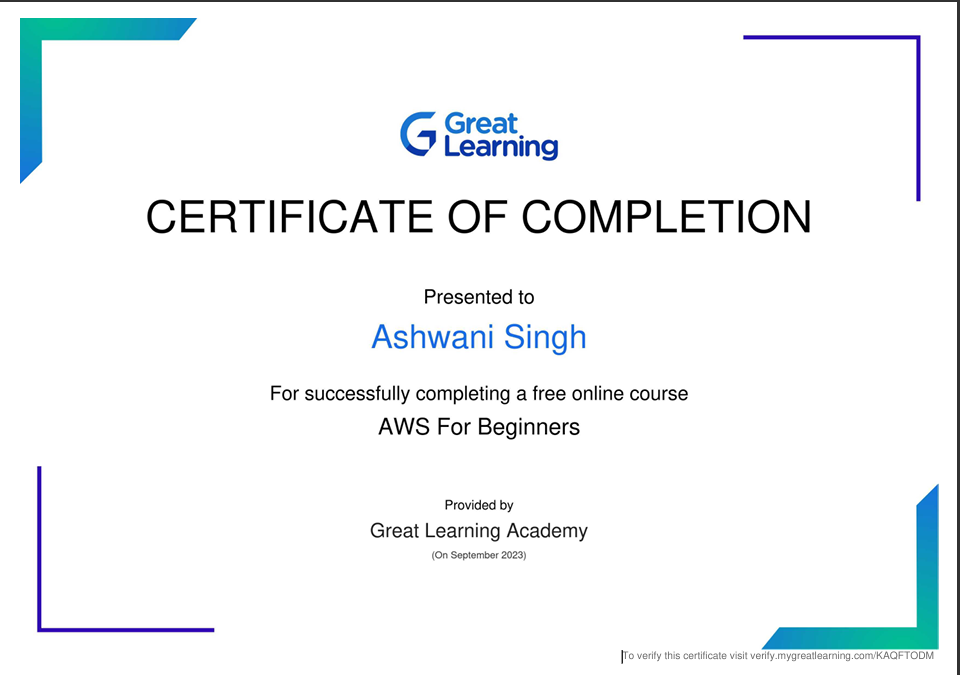 Great
Learning
CERTIFICATE OF COMPLETION
Presented to
Ashwani Singh
For successfully completing a free online course
AWS For Beginners
Provided by
Great Learning Academy
(On September 2023)
To verify this certificate visit verify.mygreatlearning.com/KAQFTODM